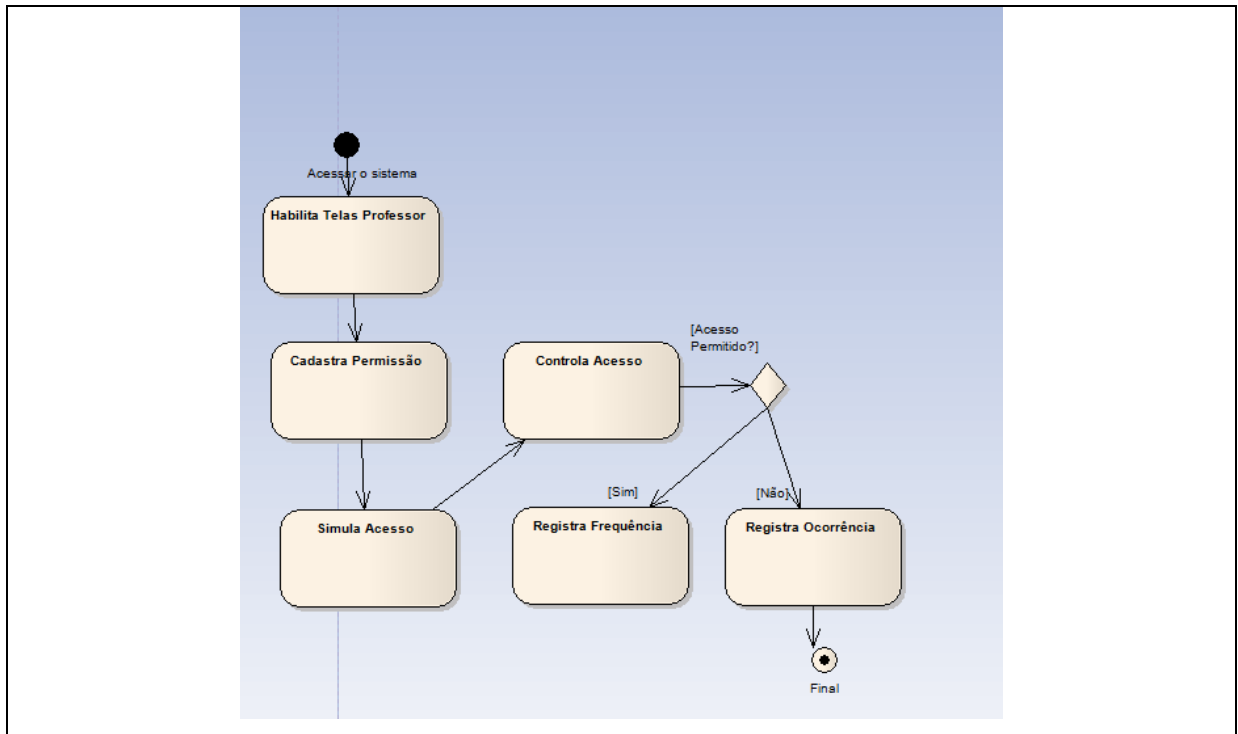 Acessar o sistema
Habilita Telas Professor
Cadastra Permissão
Controla Acesso
[Acesso
Permitido?]
Simula Acesso
[Sim]
[Não]
Registra Frequência
Registra Ocorrência
Final